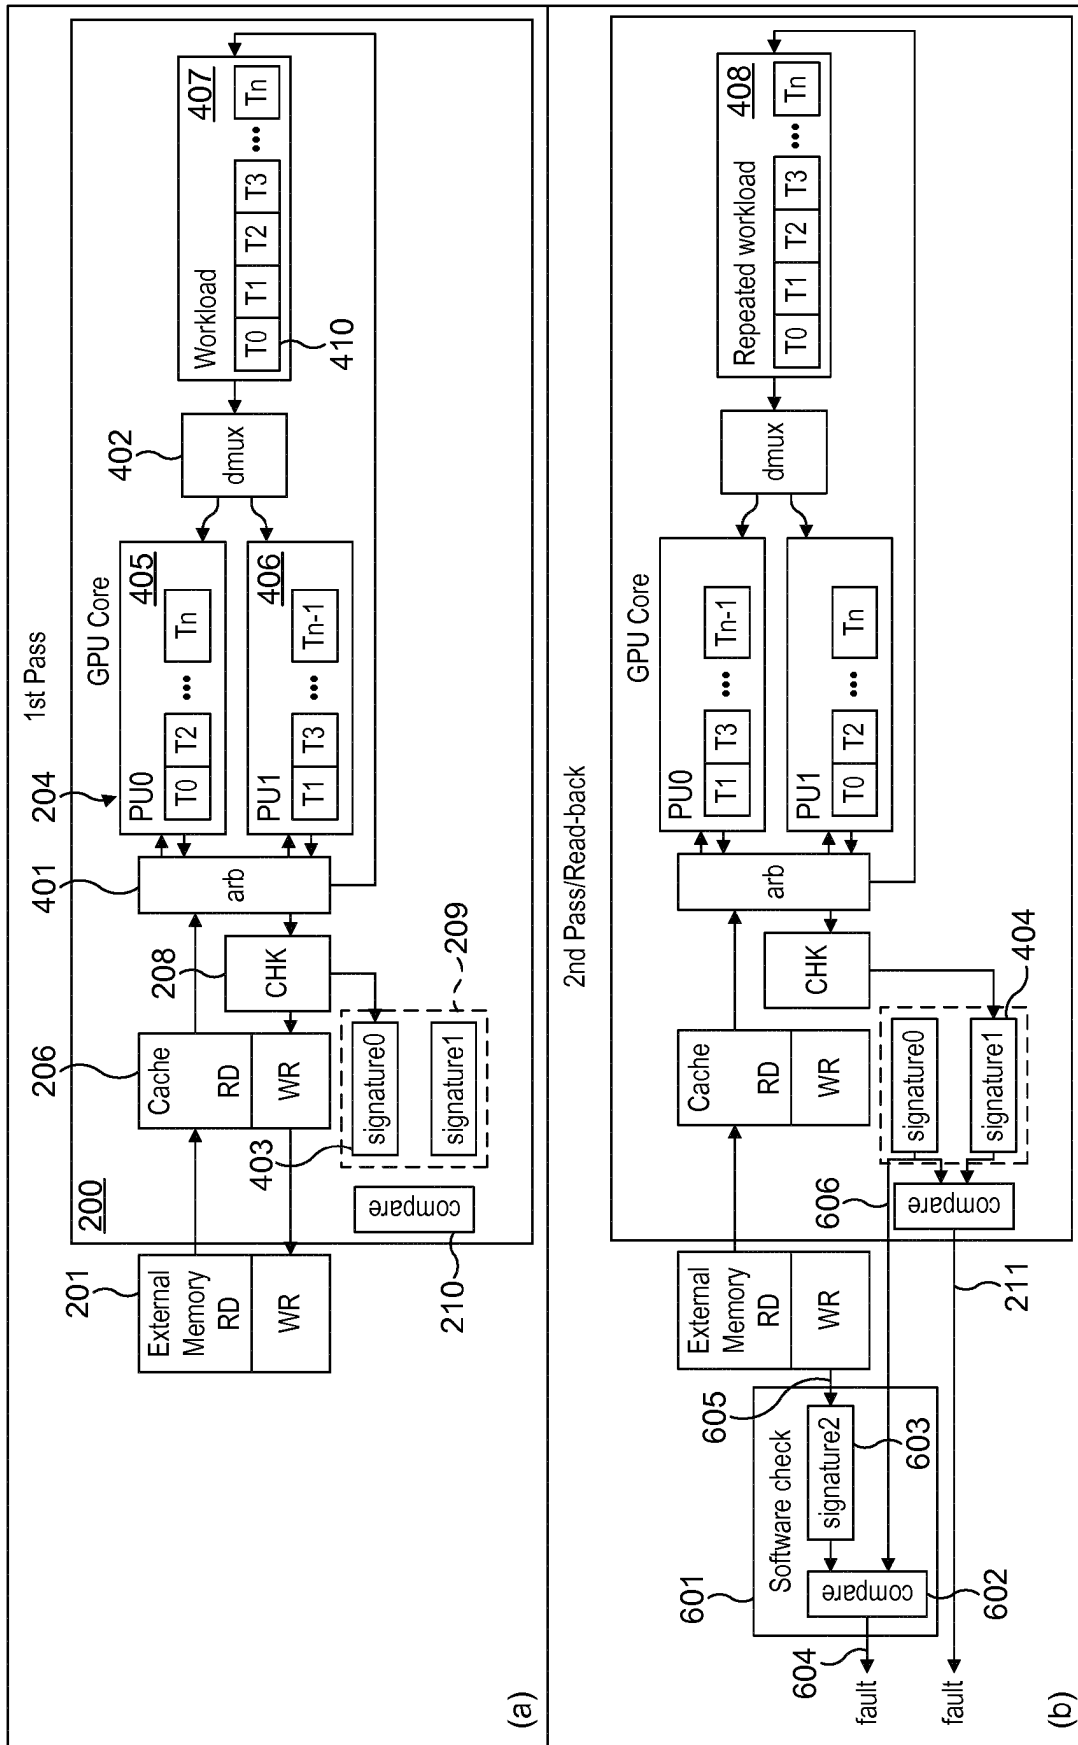 1st Pass
200
GPU Core
201
External
Memory
RD
WR
206
Cache
RD
WR
208
CHK
401
arb
204
PU0
405
T0 T2 ... Tn
PU1
406
T1 T3 ... Tn-1
402
dmux
Workload
407
T0 T1 T2 T3 ... Tn
410
403
signature0
signature1
209
compare
210
(a)
2nd Pass/Read-back
GPU Core
External
Memory
RD
WR
Cache
RD
WR
CHK
arb
PU0
T1 T3 ... Tn-1
PU1
T0 T2 ... Tn
dmux
Repeated workload
408
T0 T1 T2 T3 ... Tn
signature0
signature1
404
606
compare
211
605
601
Software check
signature2
603
compare
602
604
fault
fault
(b)